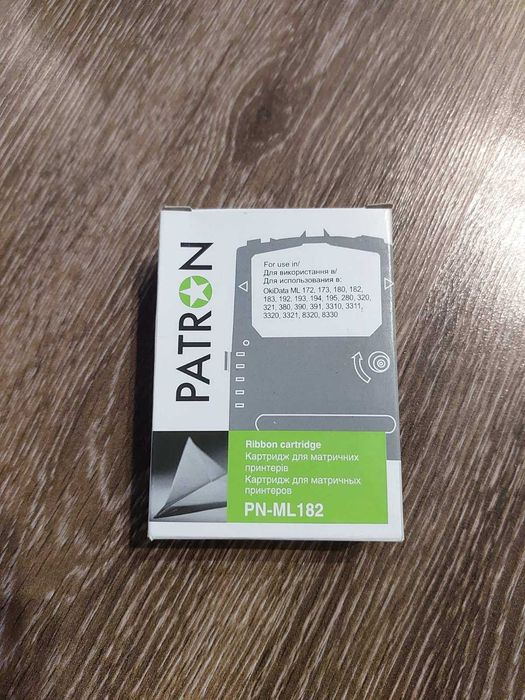 PATRON
For use in/
Для використання в/
Для использования в:
OkiData ML 172, 173, 180, 182,
183, 192, 193, 194, 195, 280, 320,
321, 380, 390, 391, 3310, 3311,
3320, 3321, 8320, 8330
Ribbon cartridge
Картридж для матричних
принтерів
Картридж для матричных
принтеров
PN-ML182